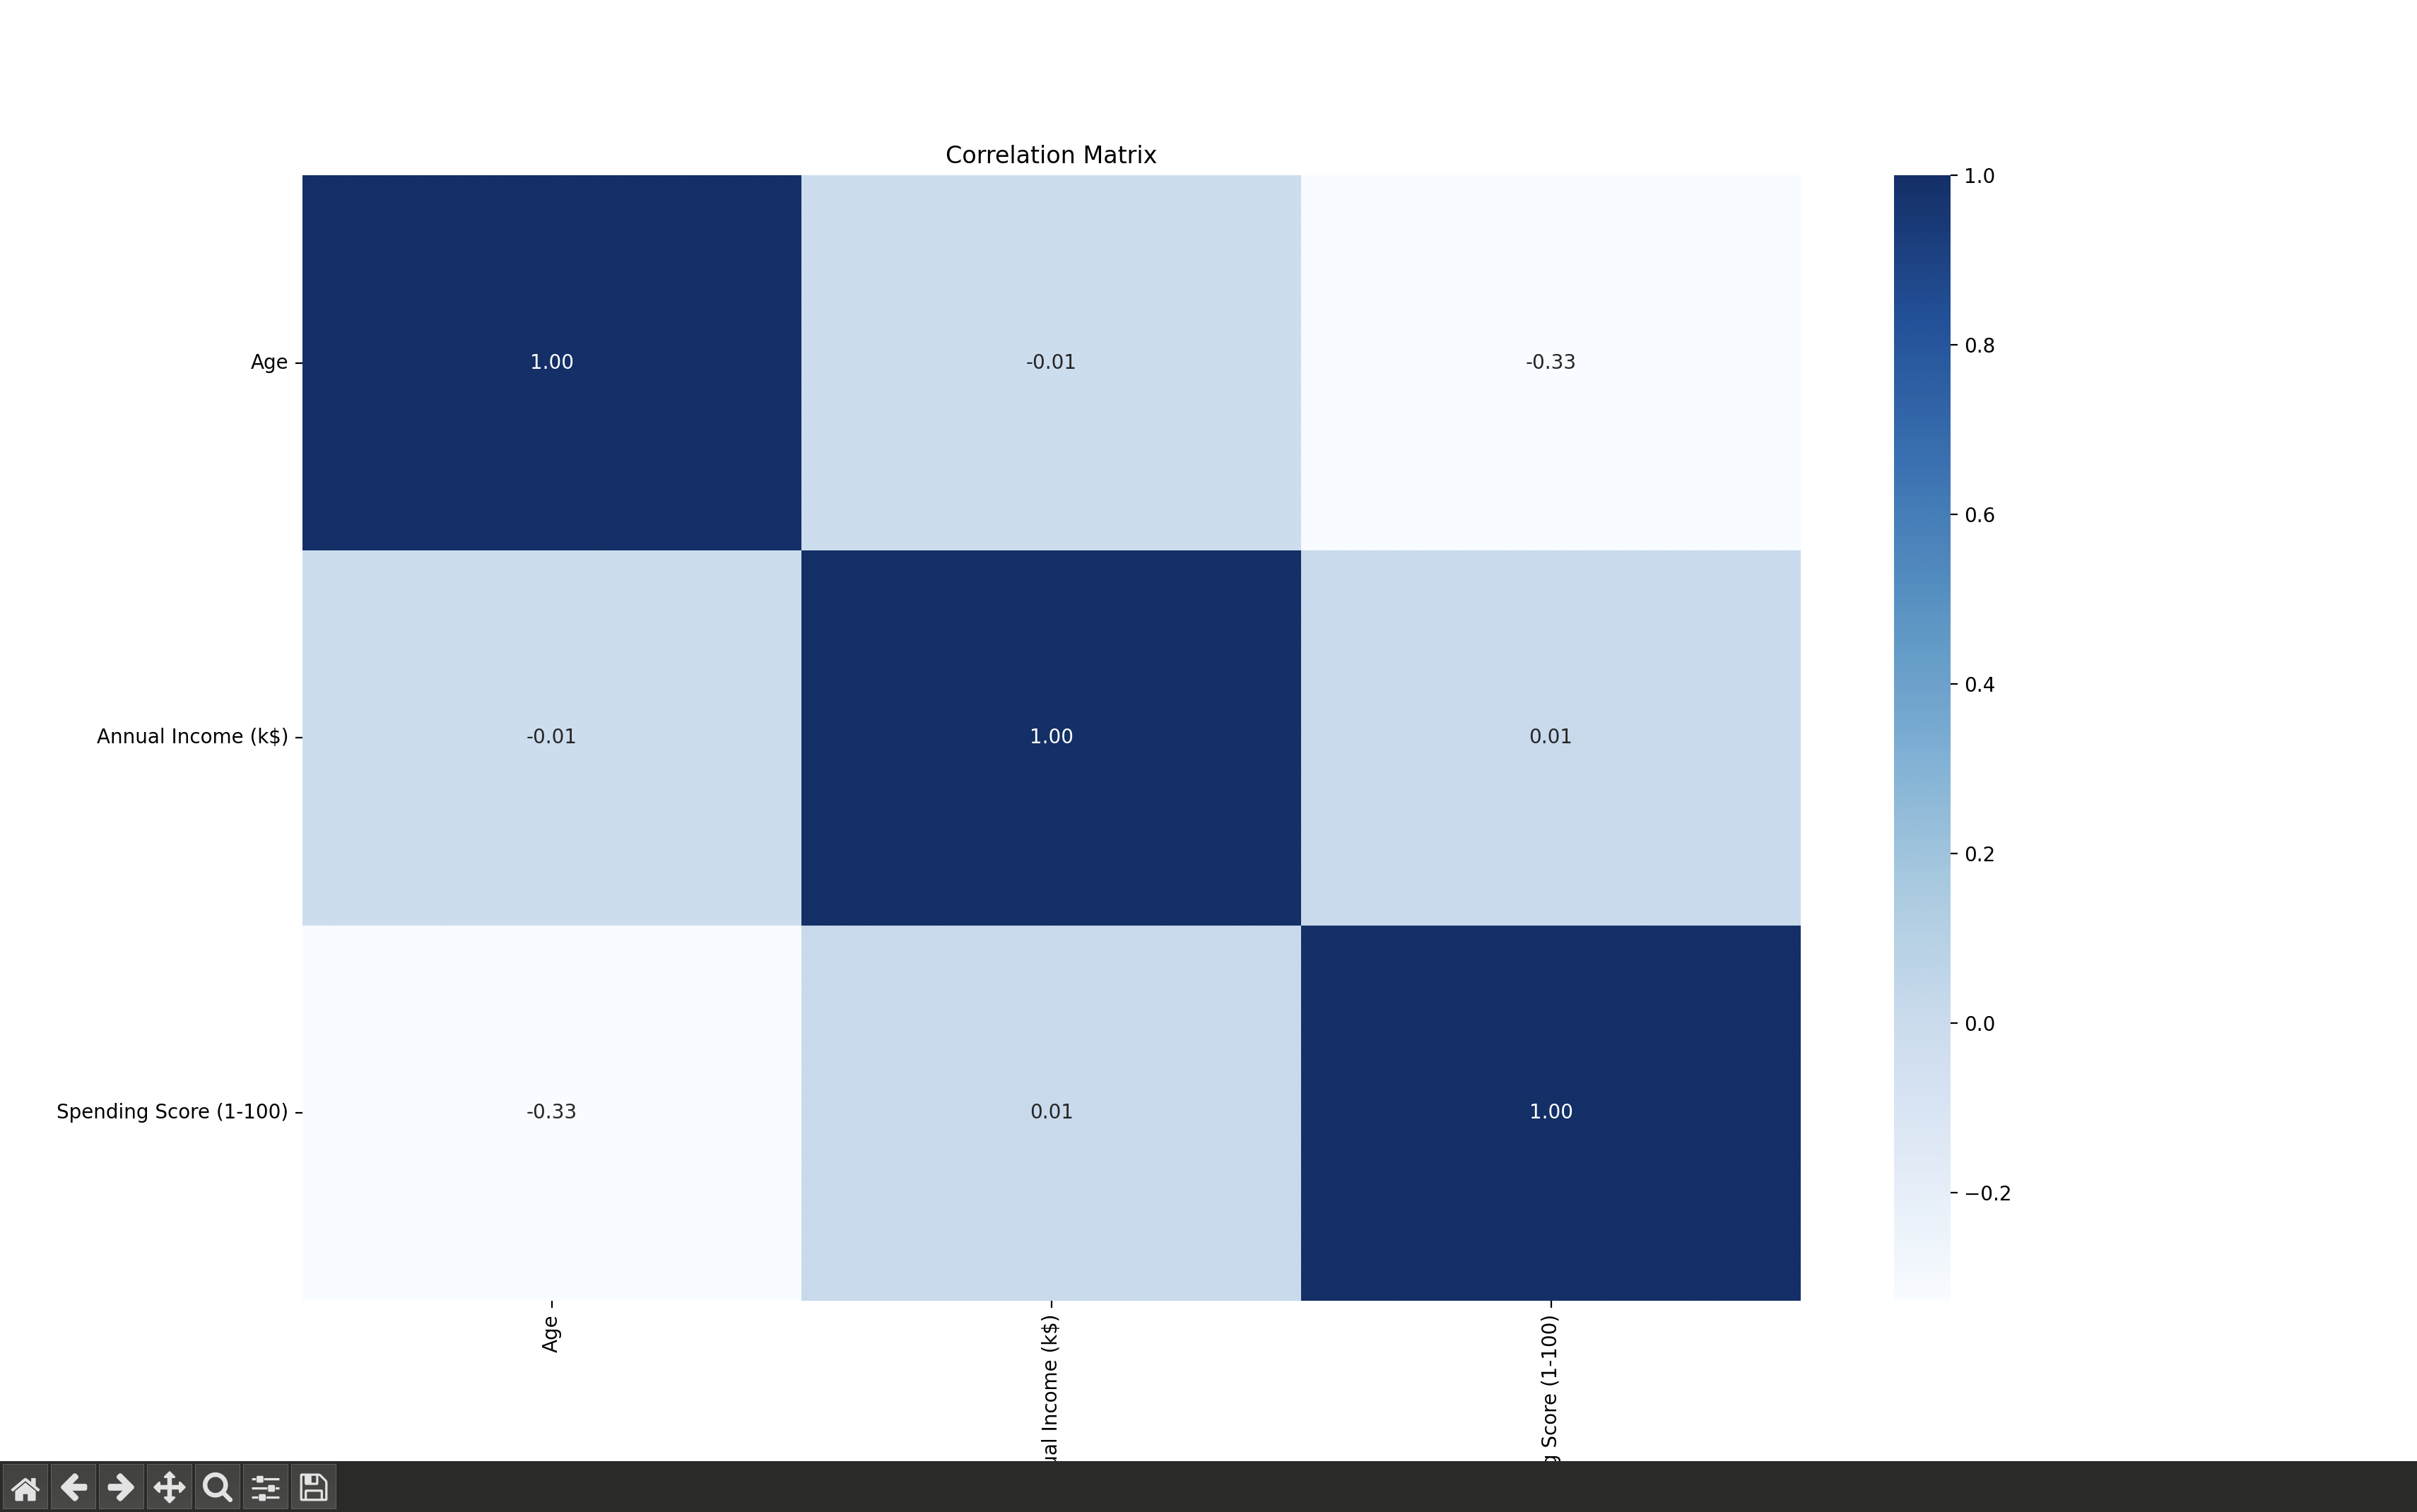 Correlation Matrix
1.0
Age
1.00
-0.01
-0.33
0.8
0.6
Annual Income (k$)
-0.01
1.00
0.01
0.4
0.2
0.0
Spending Score (1-100)
-0.33
0.01
1.00
−0.2
Age
Income (k$)
Score (1-100)